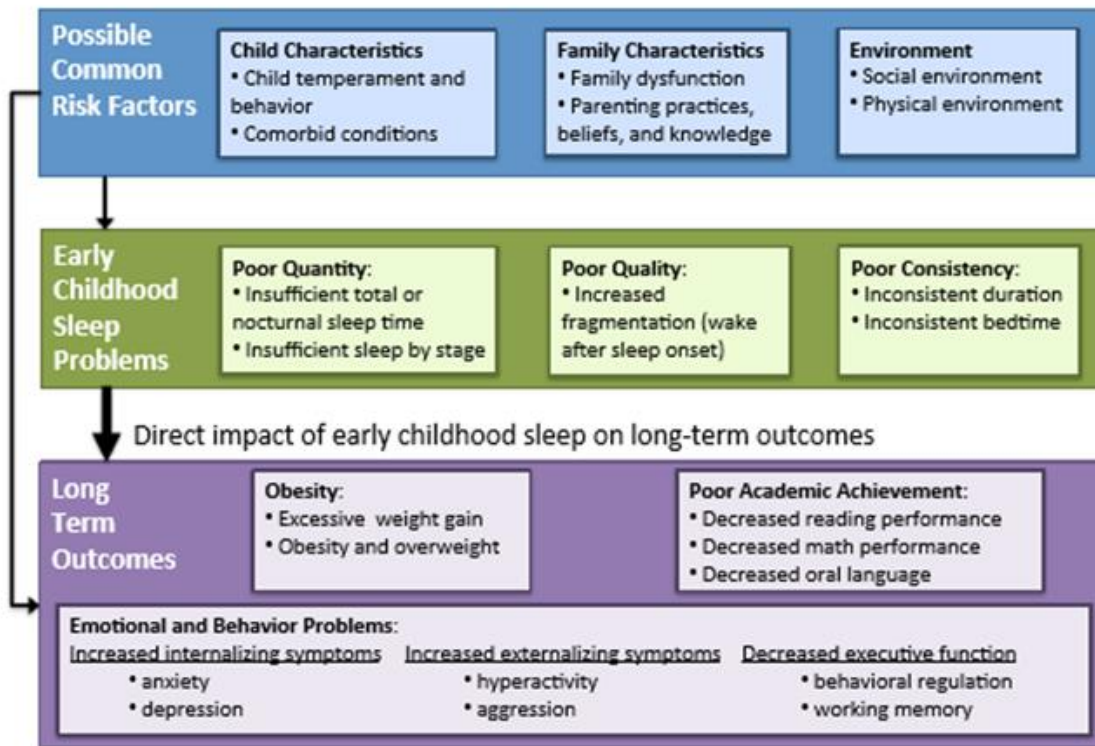 Possible
Common
Risk Factors
Child Characteristics
• Child temperament and
behavior
• Comorbid conditions
Family Characteristics
• Family dysfunction
• Parenting practices,
beliefs, and knowledge
Environment
• Social environment
• Physical environment
Early
Childhood
Sleep
Problems
Poor Quantity:
• Insufficient total or
nocturnal sleep time
• Insufficient sleep by stage
Poor Quality:
• Increased
fragmentation (wake
after sleep onset)
Poor Consistency:
• Inconsistent duration
• Inconsistent bedtime
Direct impact of early childhood sleep on long-term outcomes
Long
Term
Outcomes
Obesity:
• Excessive weight gain
• Obesity and overweight
Poor Academic Achievement:
• Decreased reading performance
• Decreased math performance
• Decreased oral language
Emotional and Behavior Problems:
Increased internalizing symptoms
• anxiety
• depression
Increased externalizing symptoms
• hyperactivity
• aggression
Decreased executive function
• behavioral regulation
• working memory